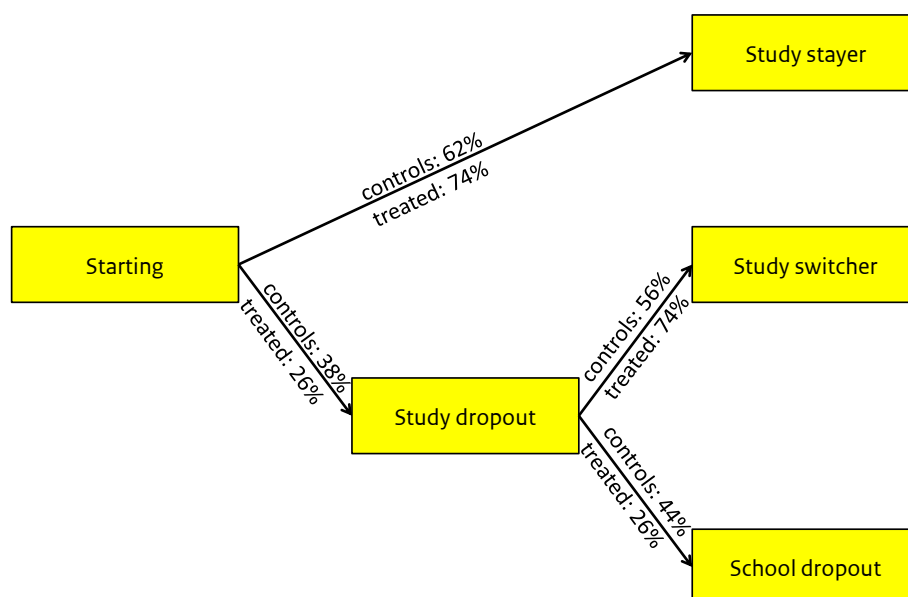 Study stayer
controls: 62%
treated: 74%
Starting
Study switcher
controls: 38%
treated: 26%
controls: 56%
treated: 74%
Study dropout
controls: 44%
treated: 26%
School dropout